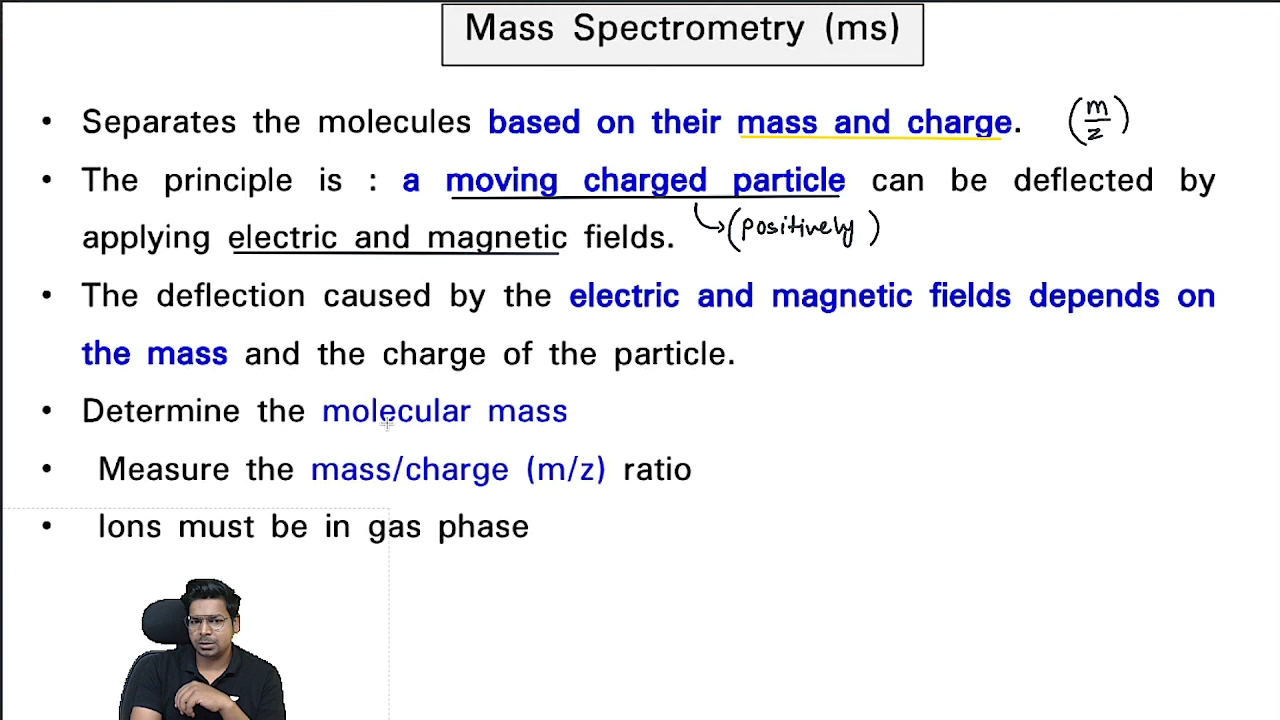 Mass Spectrometry (ms)
• Separates the molecules based on their mass and charge. (m/z)
• The principle is : a moving charged particle can be deflected by
applying electric and magnetic fields. (positively)
• The deflection caused by the electric and magnetic fields depends on
the mass and the charge of the particle.
• Determine the molecular mass
• Measure the mass/charge (m/z) ratio
• Ions must be in gas phase